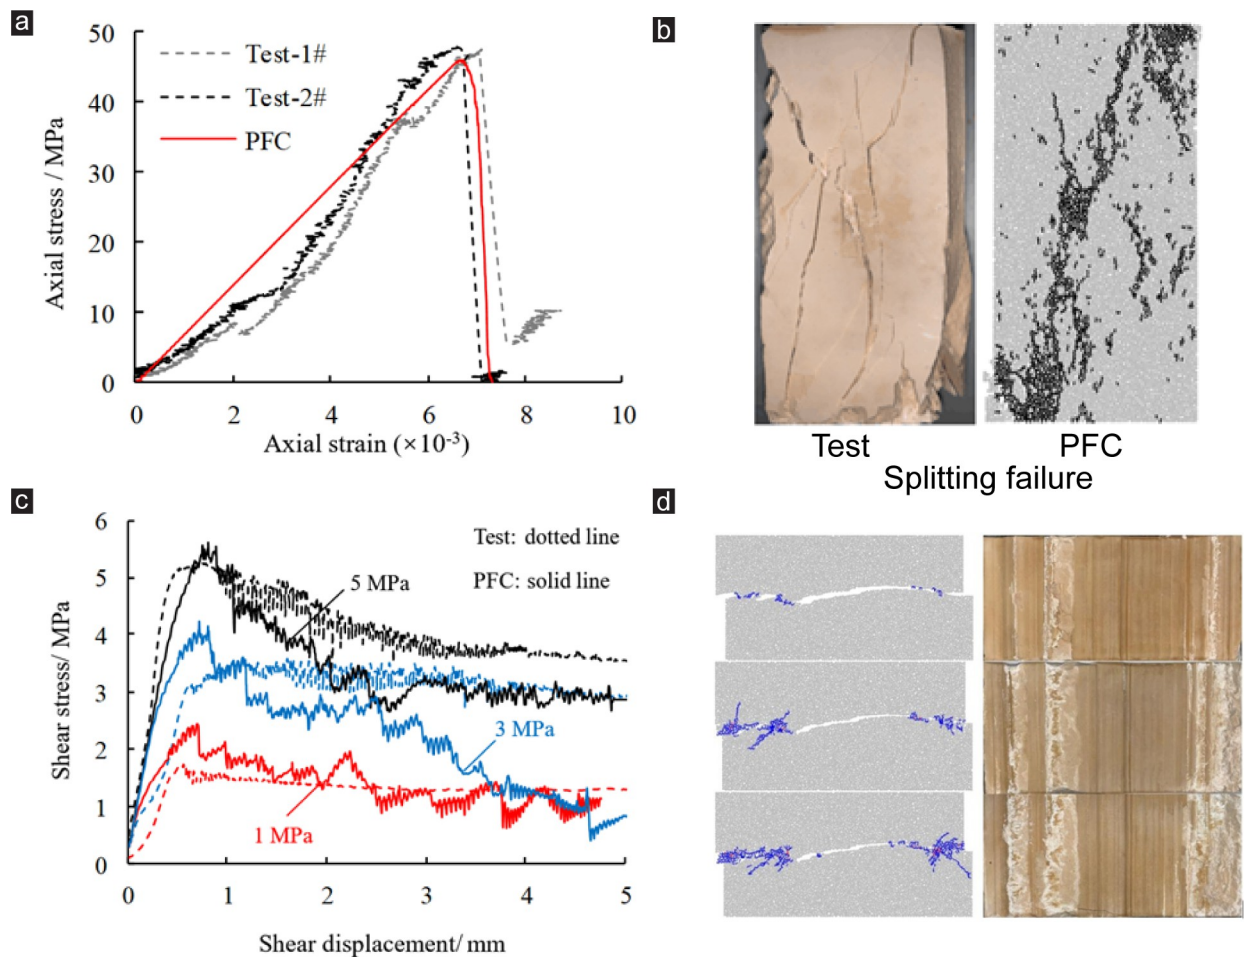 a
50
40
30
20
10
0
Axial stress / MPa
Test-1#
Test-2#
PFC
0 2 4 6 8 10
Axial strain (×10-3)
b
Test PFC
Splitting failure
c
6
5
4
3
2
1
0
Shear stress/ MPa
Test: dotted line
PFC: solid line
5 MPa
3 MPa
1 MPa
0 1 2 3 4 5
Shear displacement/ mm
d